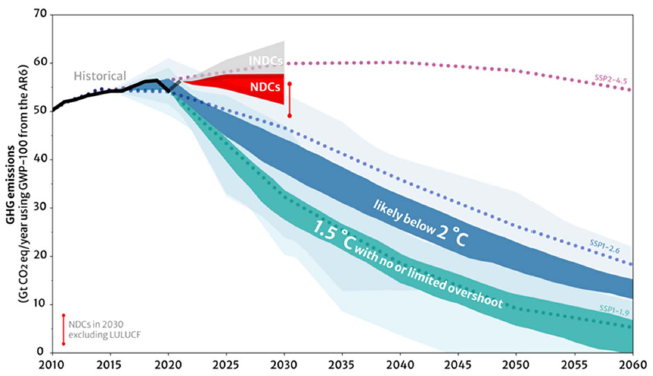 70
60
50
40
30
20
10
0
GHG emissions
(Gt CO2 eq/year using GWP-100 from the AR6)
Historical
INDCs
NDCs
SSP2-4.5
likely below 2 °C
SSP1-2.6
1.5 °C with no or limited overshoot
SSP1-1.9
NDCs in 2030
excluding LULUCF
2010 2015 2020 2025 2030 2035 2040 2045 2050 2055 2060